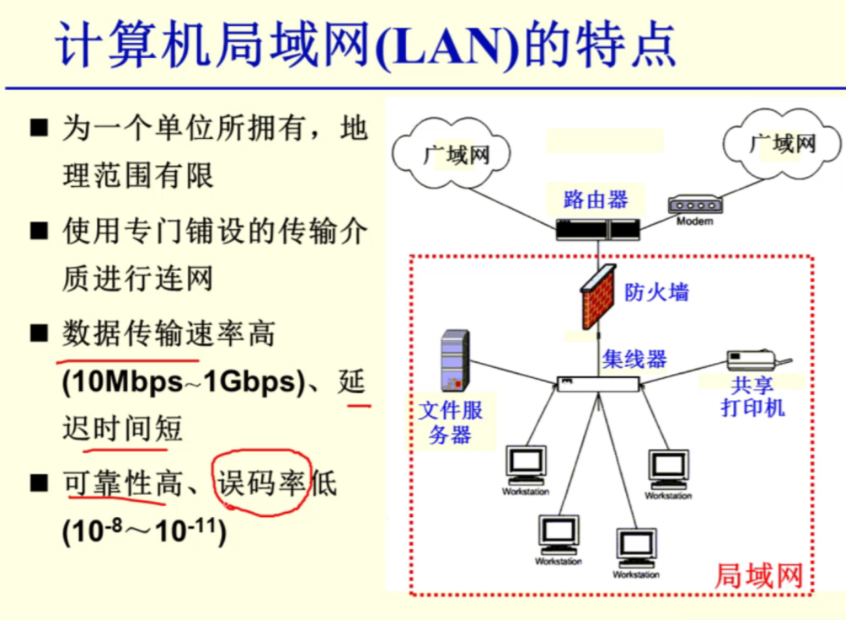 计算机局域网(LAN)的特点
■ 为一个单位所拥有，地
理范围有限
■ 使用专门铺设的传输介
质进行连网
■ 数据传输速率高
(10Mbps~1Gbps)、延
迟时间短
■ 可靠性高、误码率低
(10-8～10-11)
广域网
广域网
路由器
Modem
防火墙
集线器
文件服
务器
共享
打印机
Workstation
Workstation
Workstation
Workstation
局域网